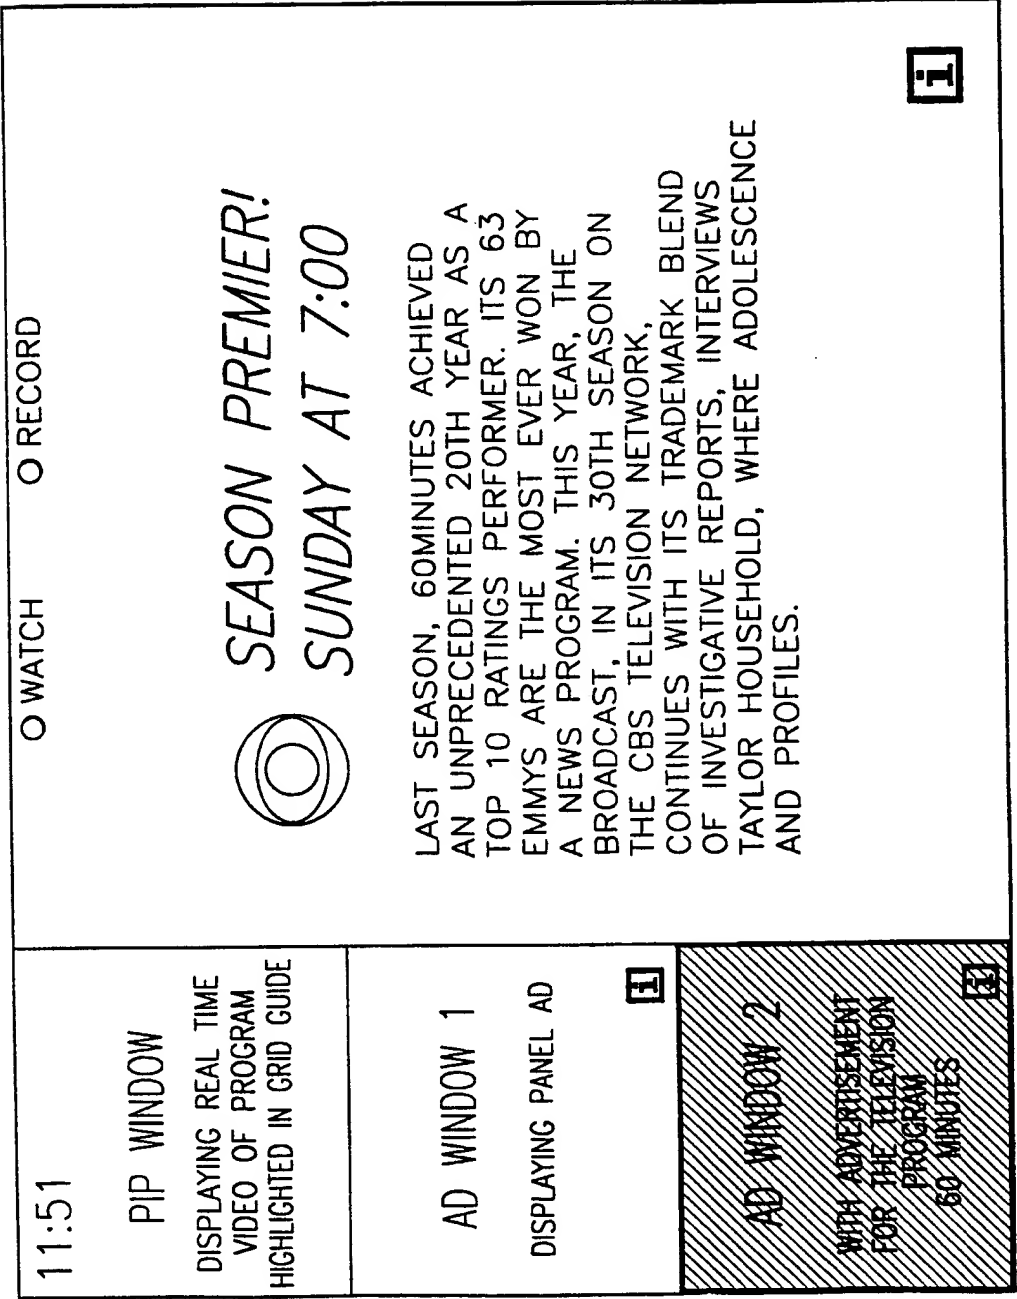 11:51
PIP WINDOW
DISPLAYING REAL TIME
VIDEO OF PROGRAM
HIGHLIGHTED IN GRID GUIDE
AD WINDOW 1
DISPLAYING PANEL AD
i
AD WINDOW 2
WITH ADVERTISEMENT
FOR THE TELEVISION
PROGRAM
60 MINUTES
i
O WATCH
O RECORD
SEASON PREMIER!
SUNDAY AT 7:00
LAST SEASON, 60MINUTES ACHIEVED
AN UNPRECEDENTED 20TH YEAR AS A
TOP 10 RATINGS PERFORMER. ITS 63
EMMYS ARE THE MOST EVER WON BY
A NEWS PROGRAM. THIS YEAR, THE
BROADCAST, IN ITS 30TH SEASON ON
THE CBS TELEVISION NETWORK,
CONTINUES WITH ITS TRADEMARK BLEND
OF INVESTIGATIVE REPORTS, INTERVIEWS
TAYLOR HOUSEHOLD, WHERE ADOLESCENCE
AND PROFILES.
i